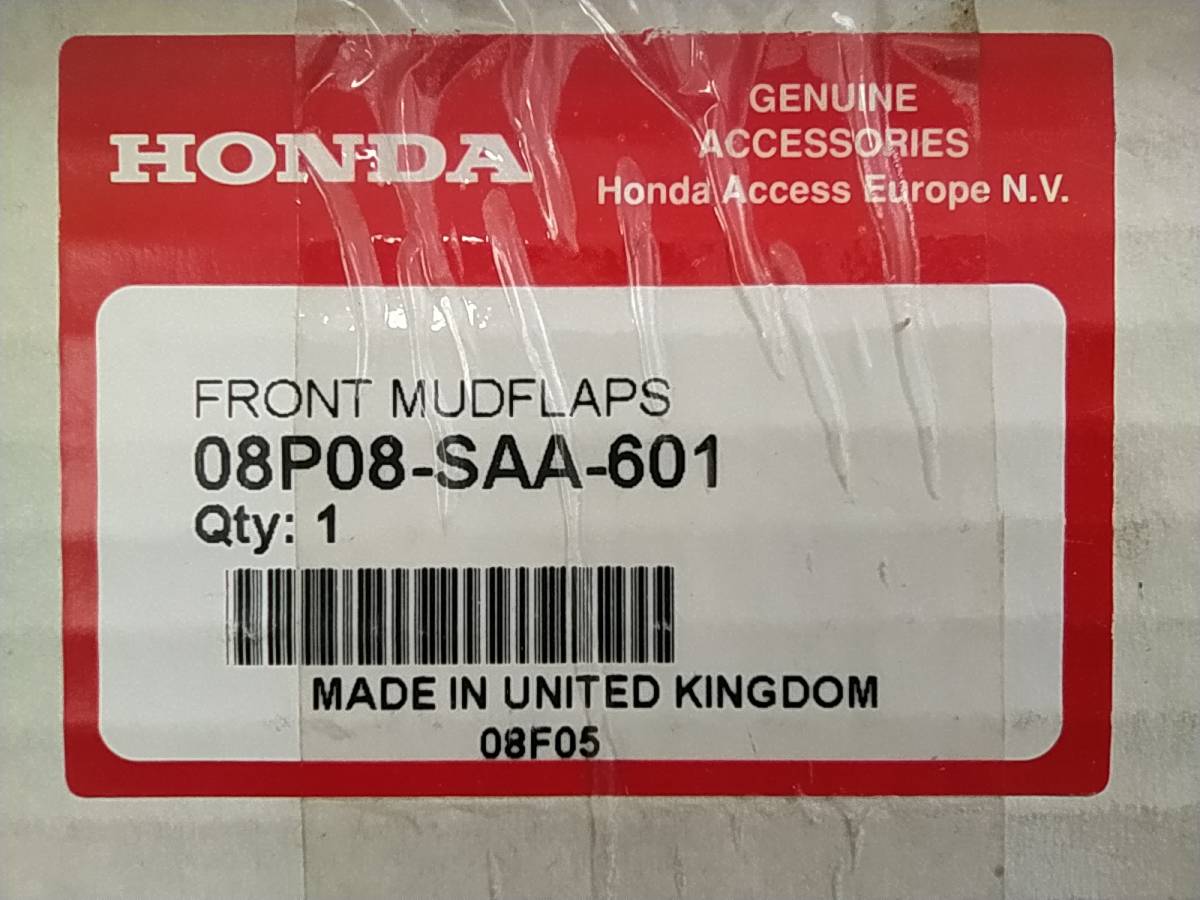 HONDA
GENUINE
ACCESSORIES
Honda Access Europe N.V.
FRONT MUDFLAPS
08P08-SAA-601
Qty: 1
MADE IN UNITED KINGDOM
08F05